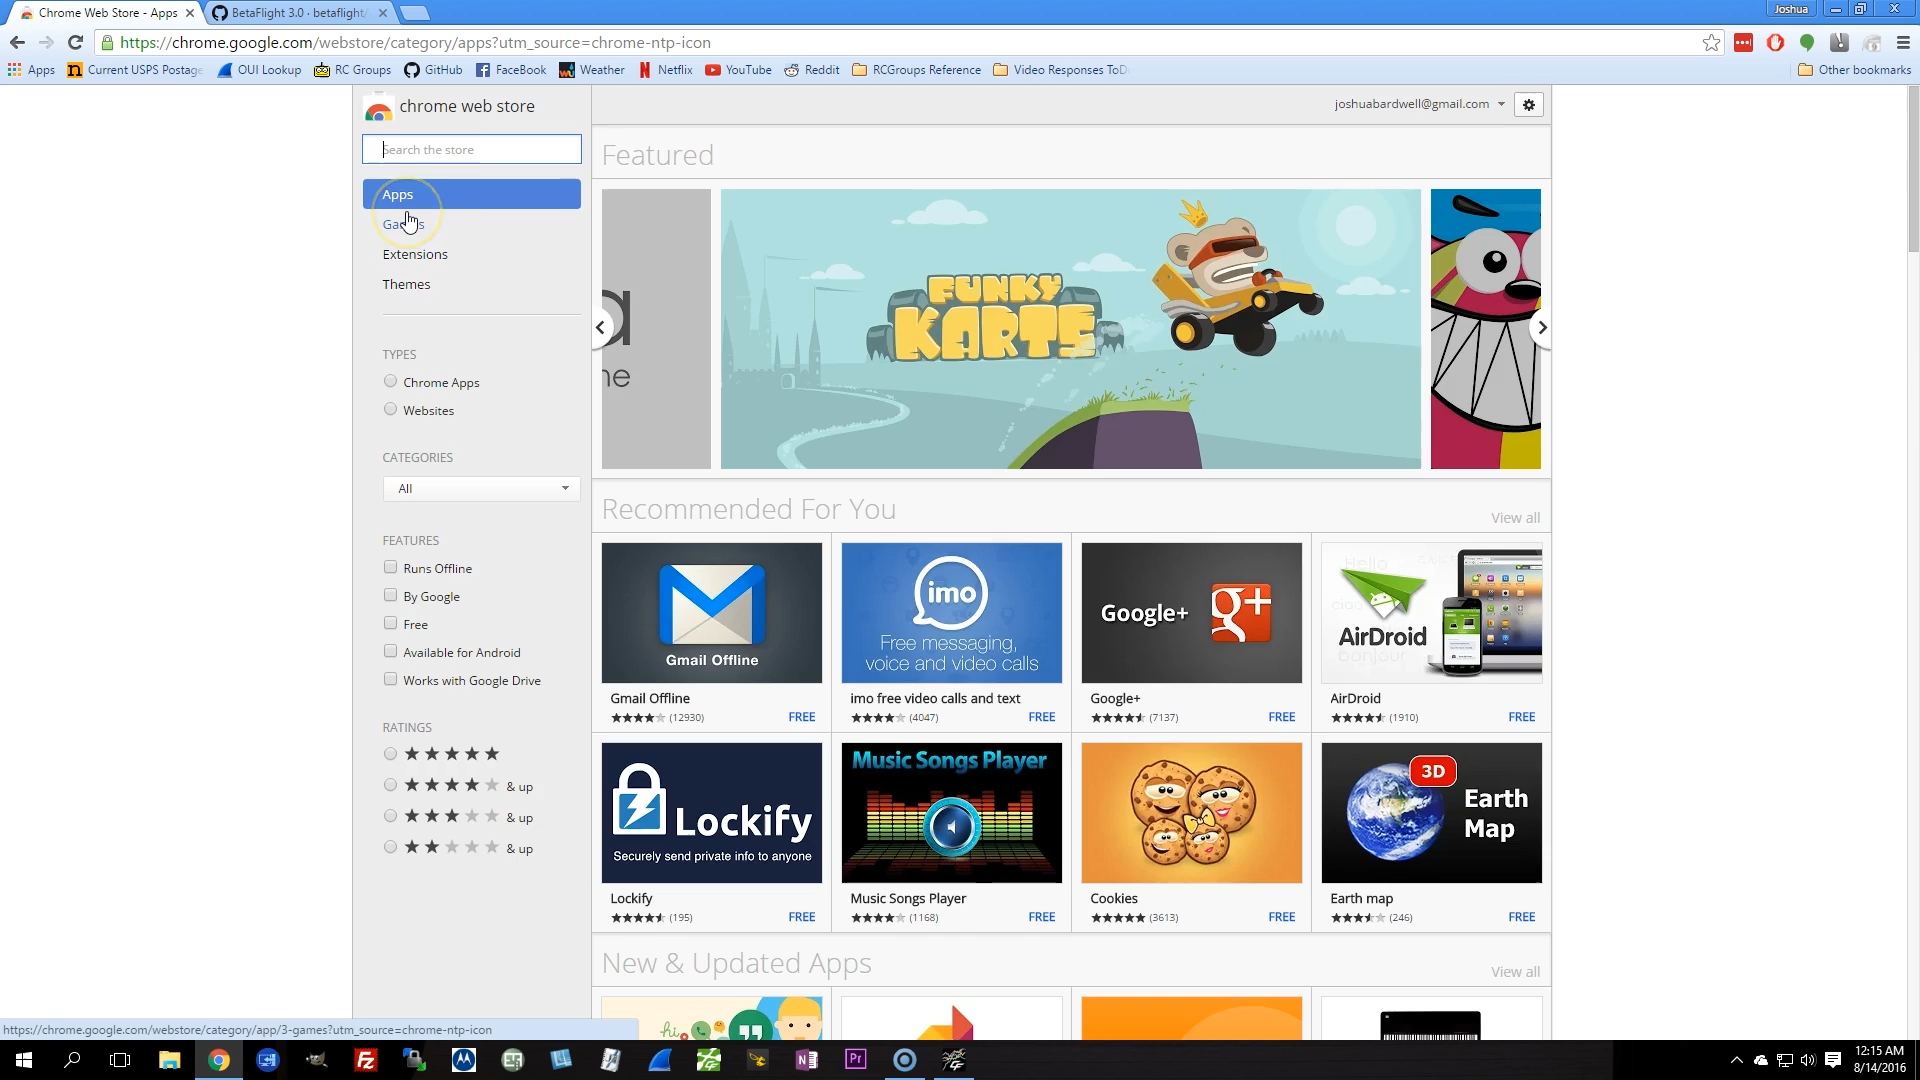 Chrome Web Store - Apps
BetaFlight 3.0 · betaflight/
Joshua
https://chrome.google.com/webstore/category/apps?utm_source=chrome-ntp-icon
Apps
Current USPS Postage
OUI Lookup
RC Groups
GitHub
FaceBook
Weather
Netflix
YouTube
Reddit
RCGroups Reference
Video Responses ToD
Other bookmarks
chrome web store
joshuabardwell@gmail.com
Search the store
Apps
Games
Extensions
Themes
TYPES
Chrome Apps
Websites
CATEGORIES
All
FEATURES
Runs Offline
By Google
Free
Available for Android
Works with Google Drive
RATINGS
& up
& up
& up
Featured
FUNKY
KARTS
Recommended For You
View all
Gmail Offline
imo
Free messaging,
voice and video calls
Google+
g+
Hello
AirDroid
bonjour
Gmail Offline
(12930) FREE
imo free video calls and text
(4047) FREE
Google+
(7137) FREE
AirDroid
(1910) FREE
Lockify
Securely send private info to anyone
Music Songs Player
3D
Earth
Map
Lockify
(195) FREE
Music Songs Player
(1168) FREE
Cookies
(3613) FREE
Earth map
(246) FREE
New & Updated Apps
View all
hi
https://chrome.google.com/webstore/category/app/3-games?utm_source=chrome-ntp-icon
Fz
N
Pr
12:15 AM
8/14/2016